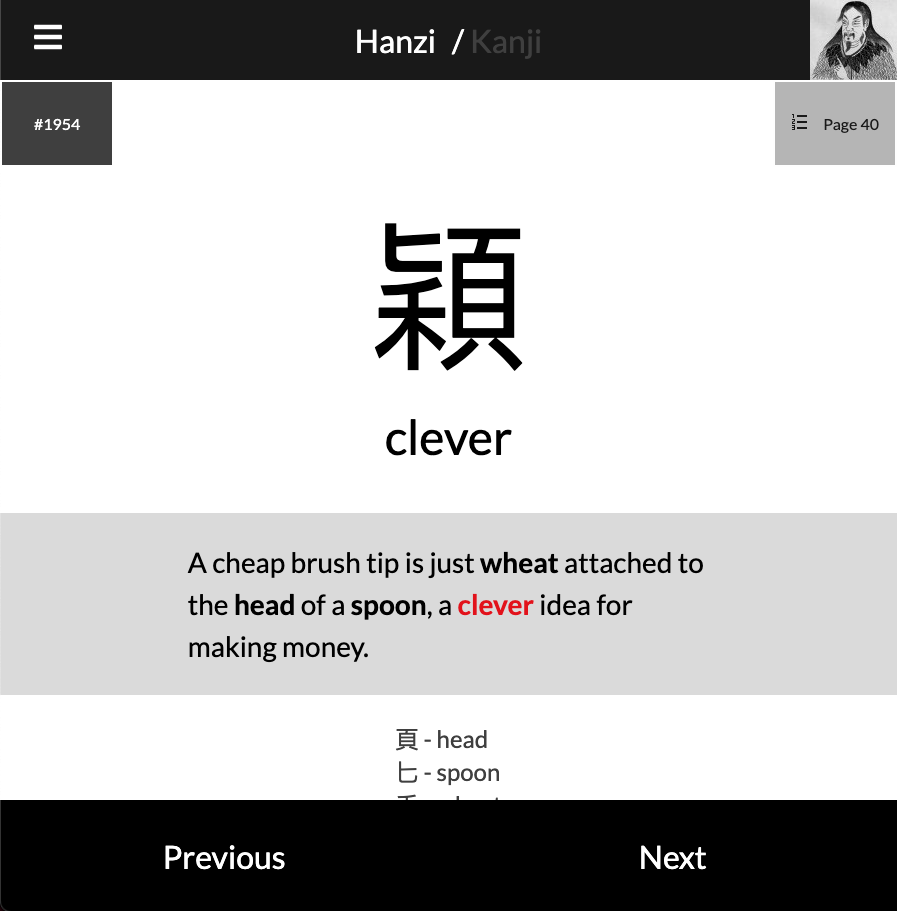 Hanzi / Kanji
#1954
Page 40
穎
clever
A cheap brush tip is just wheat attached to
the head of a spoon, a clever idea for
making money.
頁 - head
匕 - spoon
Previous
Next